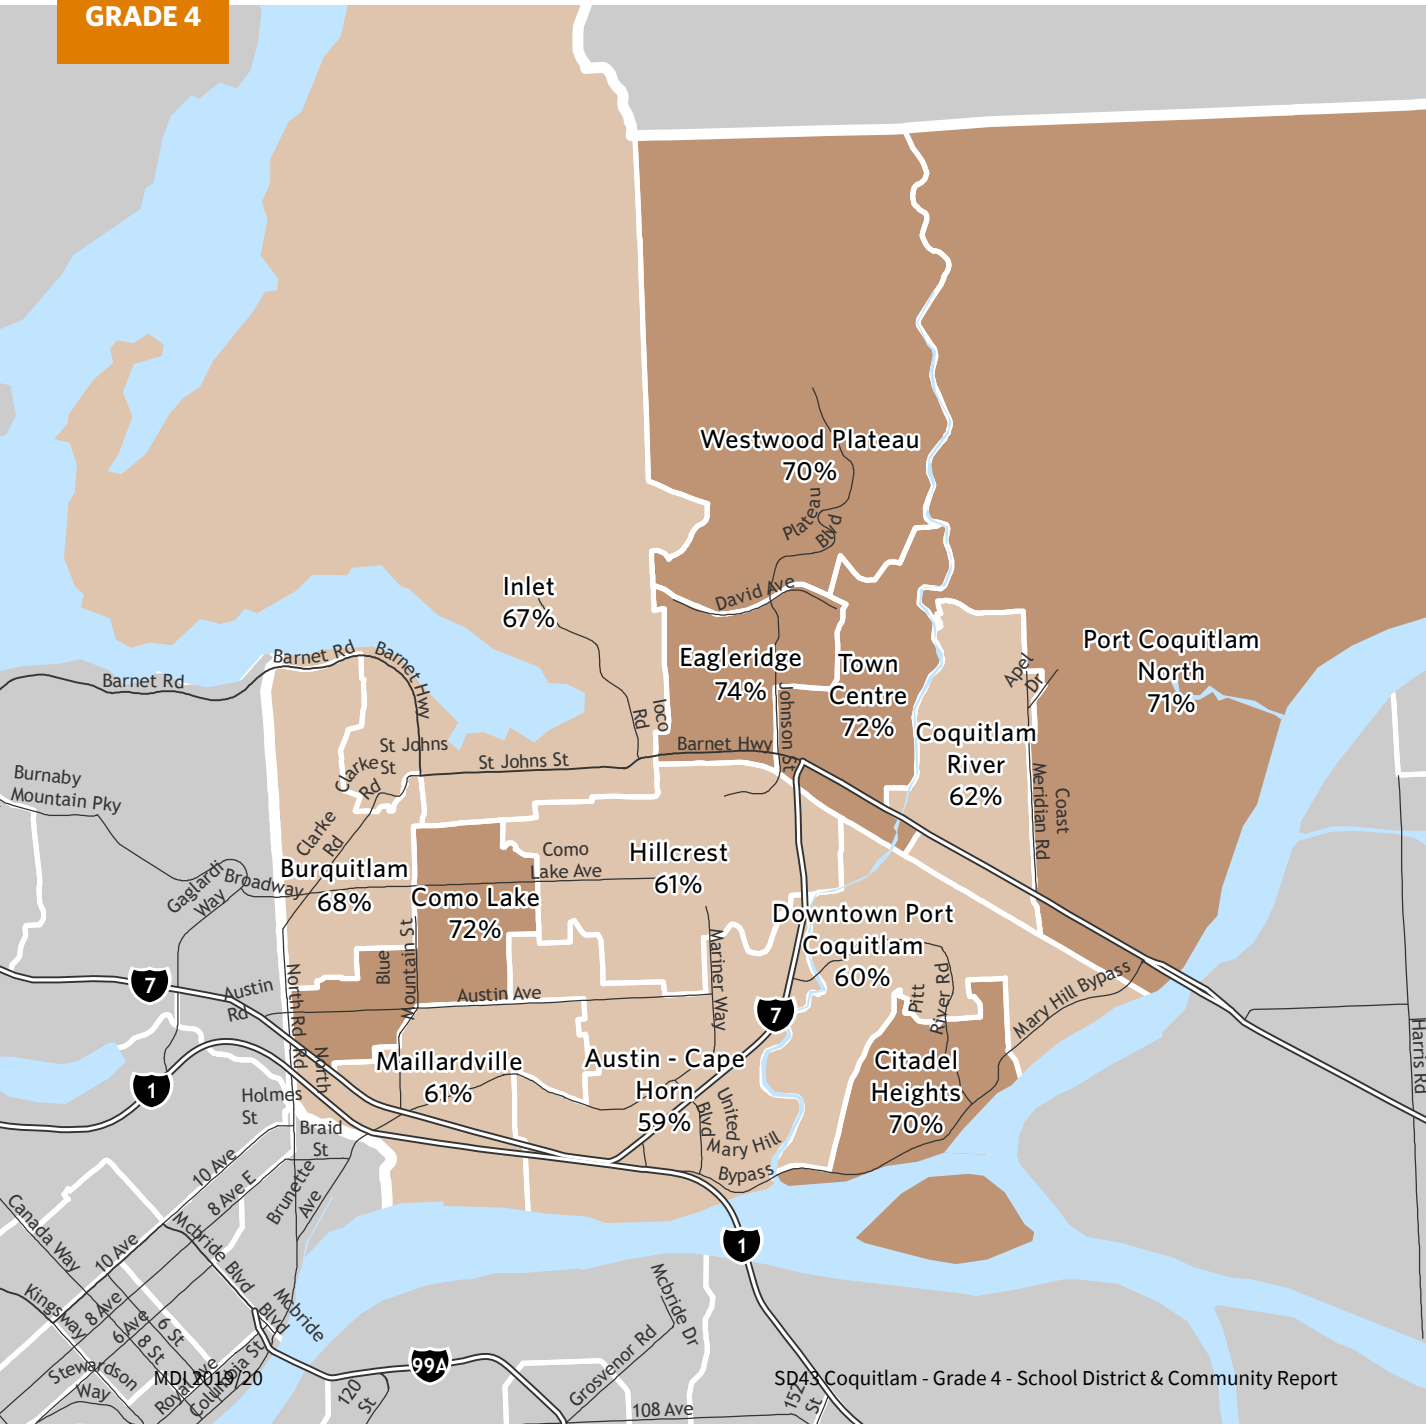 GRADE 4
Westwood Plateau
70%
Plateau
Blvd
Inlet
67%
David Ave
Port Coquitlam
North
71%
Eagleridge
74%
Town
Centre
72%
Apel
Dr
Barnet Rd
Barnet Rd
Barnet Hwy
Ioco
Rd
Johnson St
Coquitlam
River
62%
Barnet Hwy
St Johns
St
St Johns St
Clarke
Rd
Burnaby
Mountain Pky
Coast
Meridian Rd
Clarke
Rd
Burquitlam
68%
Como
Lake Ave
Hillcrest
61%
Gaglardi
Way
Broadway
Como Lake
72%
Downtown Port
Coquitlam
60%
Blue
Mountain St
Mariner Way
Pitt
River Rd
Mary Hill Bypass
7
Austin
Rd
North Rd
Austin Ave
7
Harris Rd
North
Rd
Maillardville
61%
Austin - Cape
Horn
59%
Citadel
Heights
70%
1
Holmes
St
United
Blvd
Braid
St
Mary Hill
Bypass
10 Ave
8 Ave E
Brunette
Ave
Canada Way
Mcbride Blvd
10 Ave
1
Kingsway
8 Ave
6 Ave
6 St
8 St
Mcbride
Blvd
Mcbride Dr
Stewardson
Way
Royal Ave
Columbia St
99A
Grosvenor Rd
120
St
152
St
108 Ave
MDI 2019/20
SD43 Coquitlam - Grade 4 - School District & Community Report